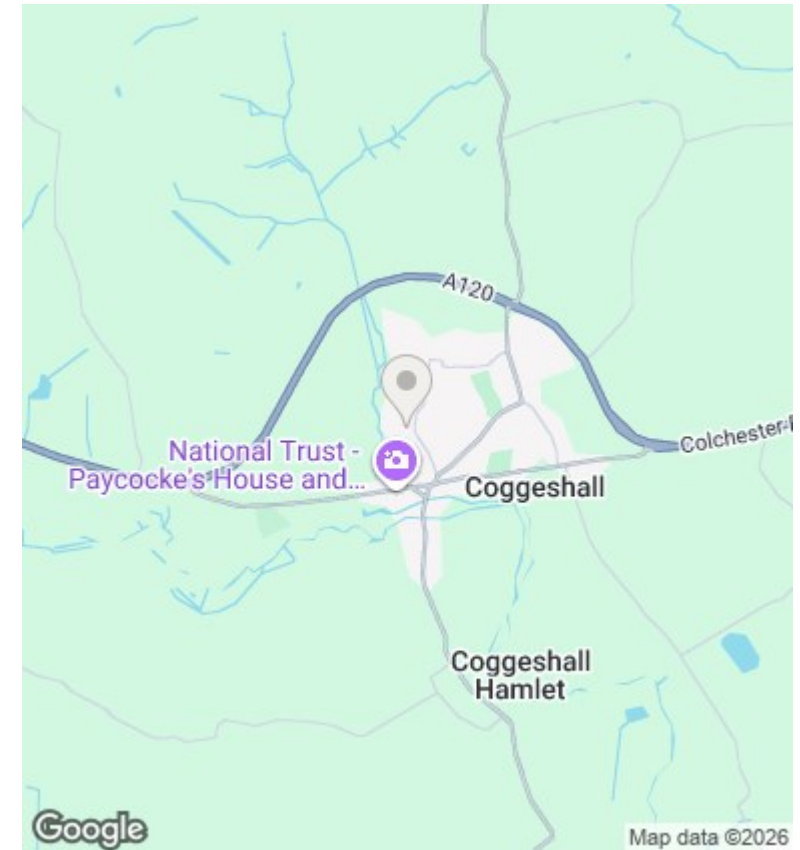 A120
National Trust -
Paycocke's House and...
Colchester
Coggeshall
Coggeshall
Hamlet
Google
Map data ©2026